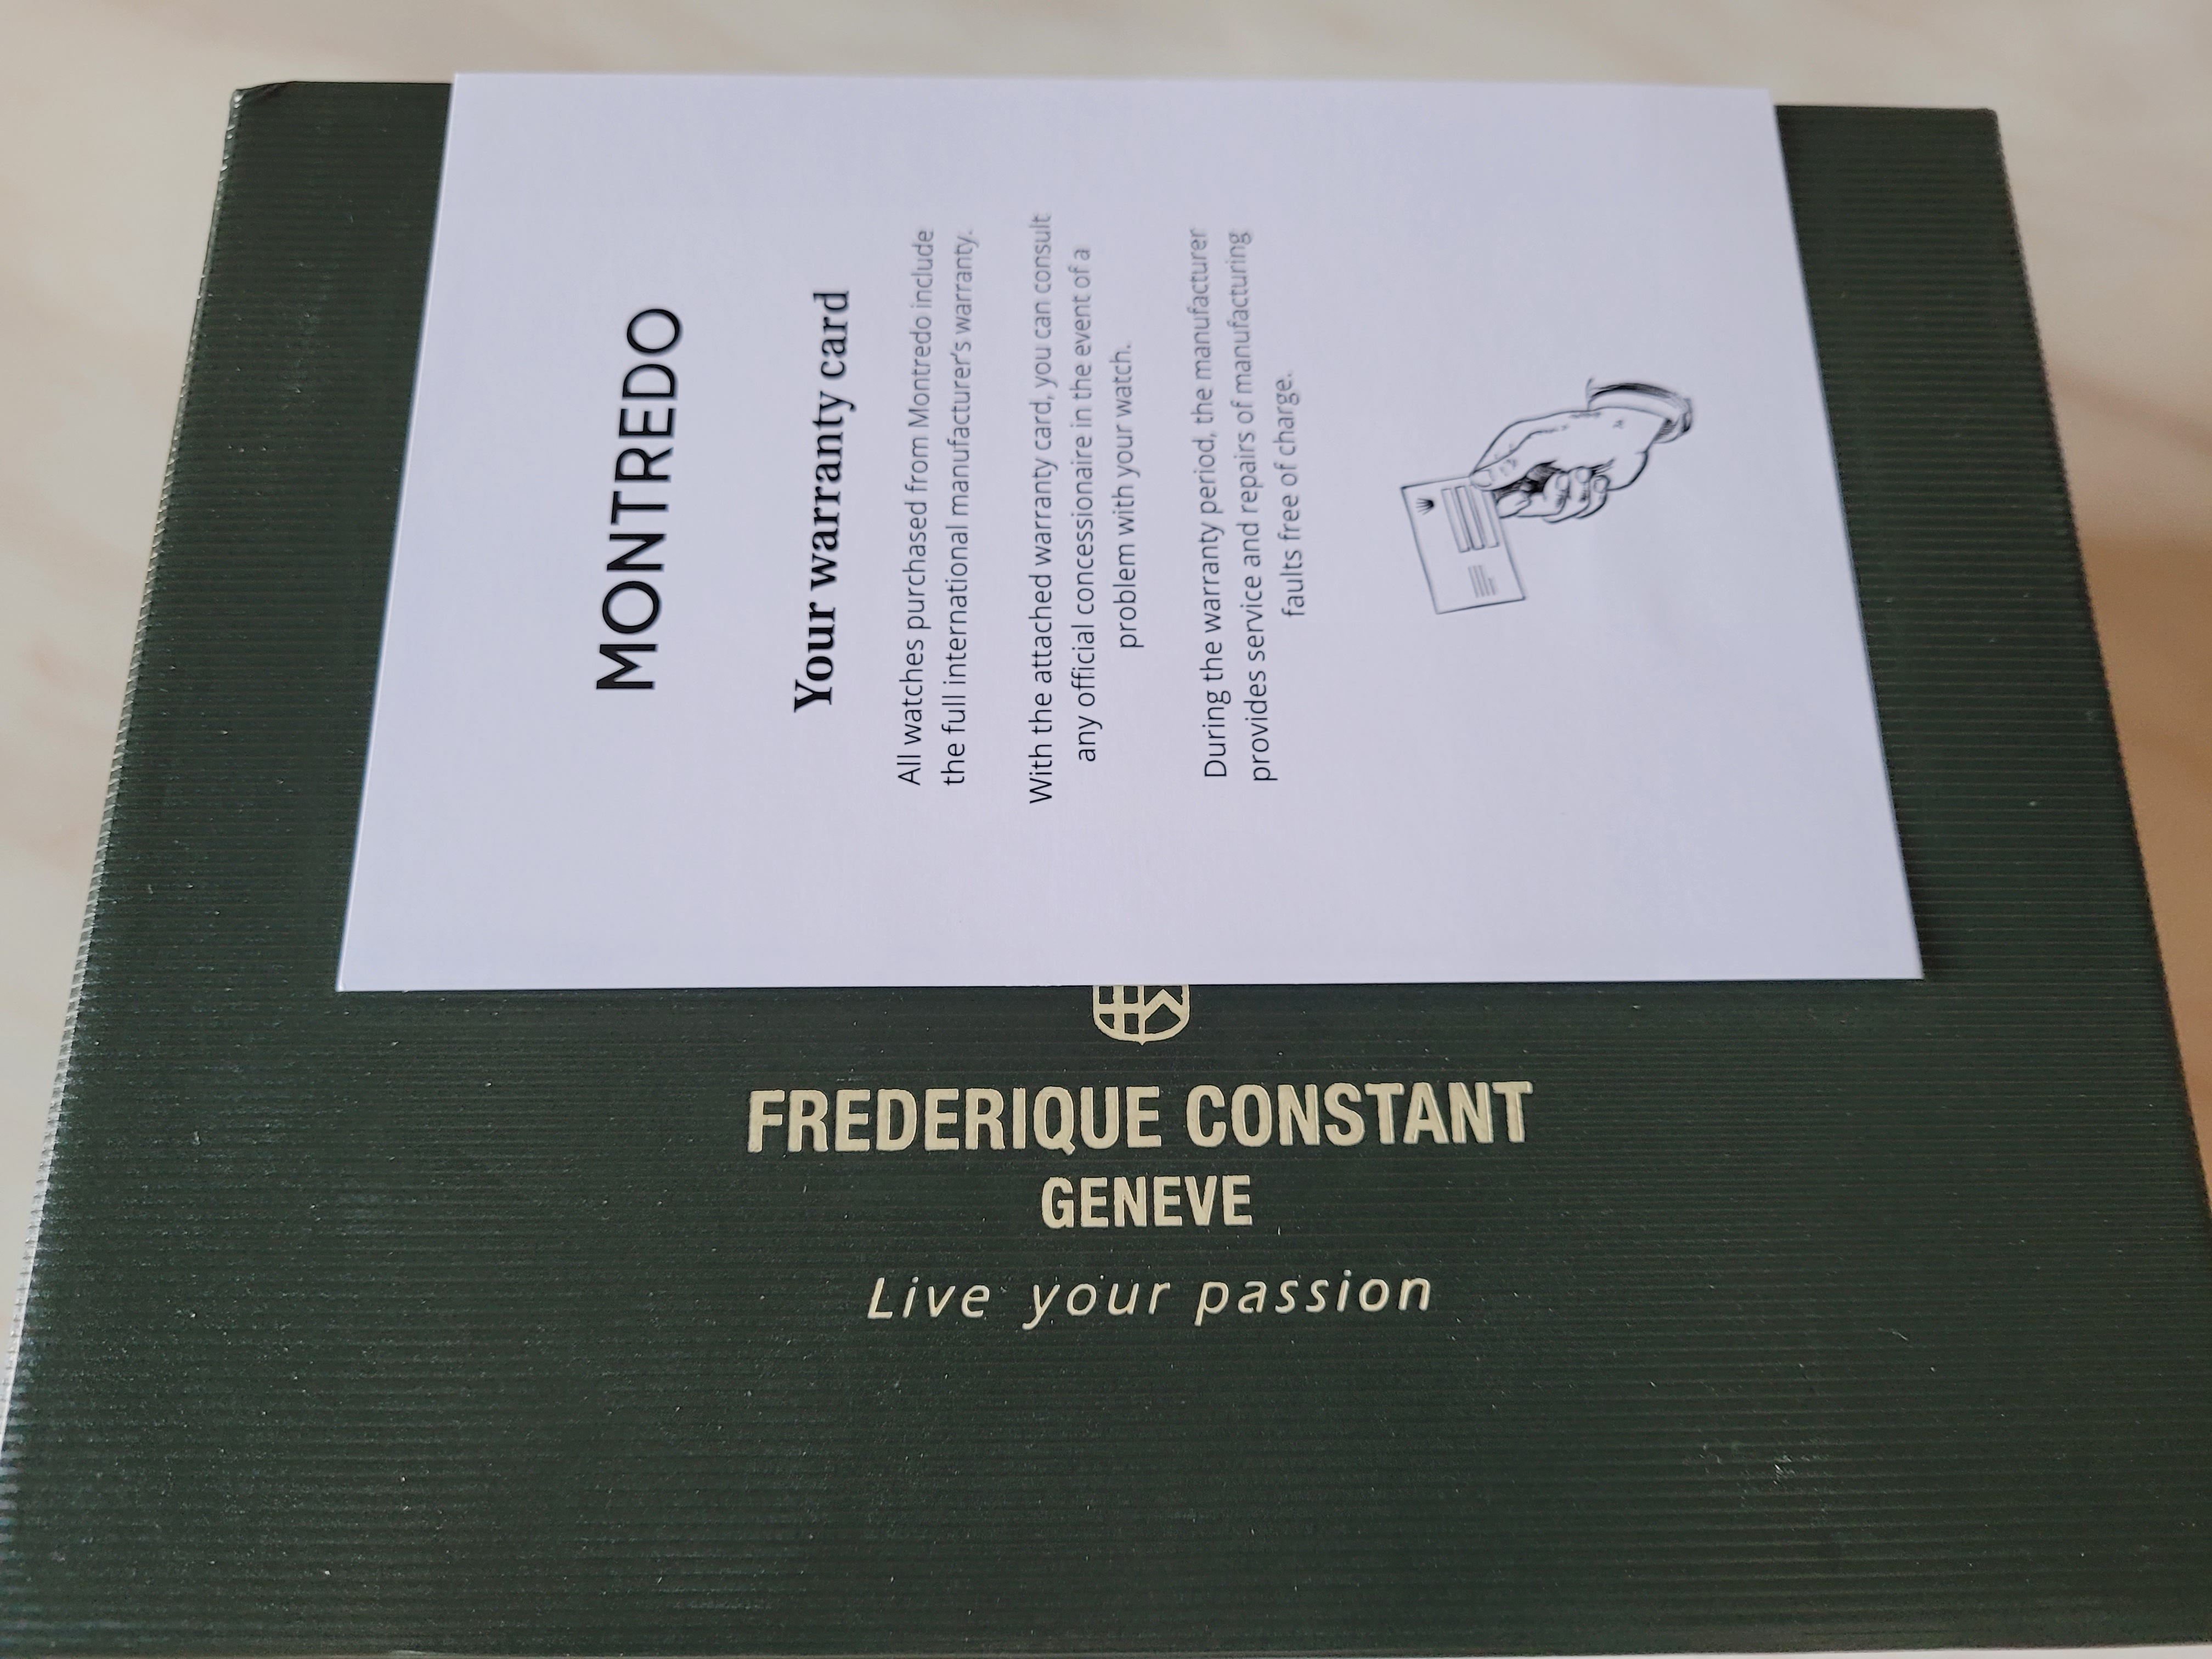 MONTREDO
Your warranty card
All watches purchased from Montredo include
the full international manufacturer's warranty.
With the attached warranty card, you can consult
any official concessionaire in the event of a
problem with your watch.
During the warranty period, the manufacturer
provides service and repairs of manufacturing
faults free of charge.
FREDERIQUE CONSTANT
GENEVE
Live your passion